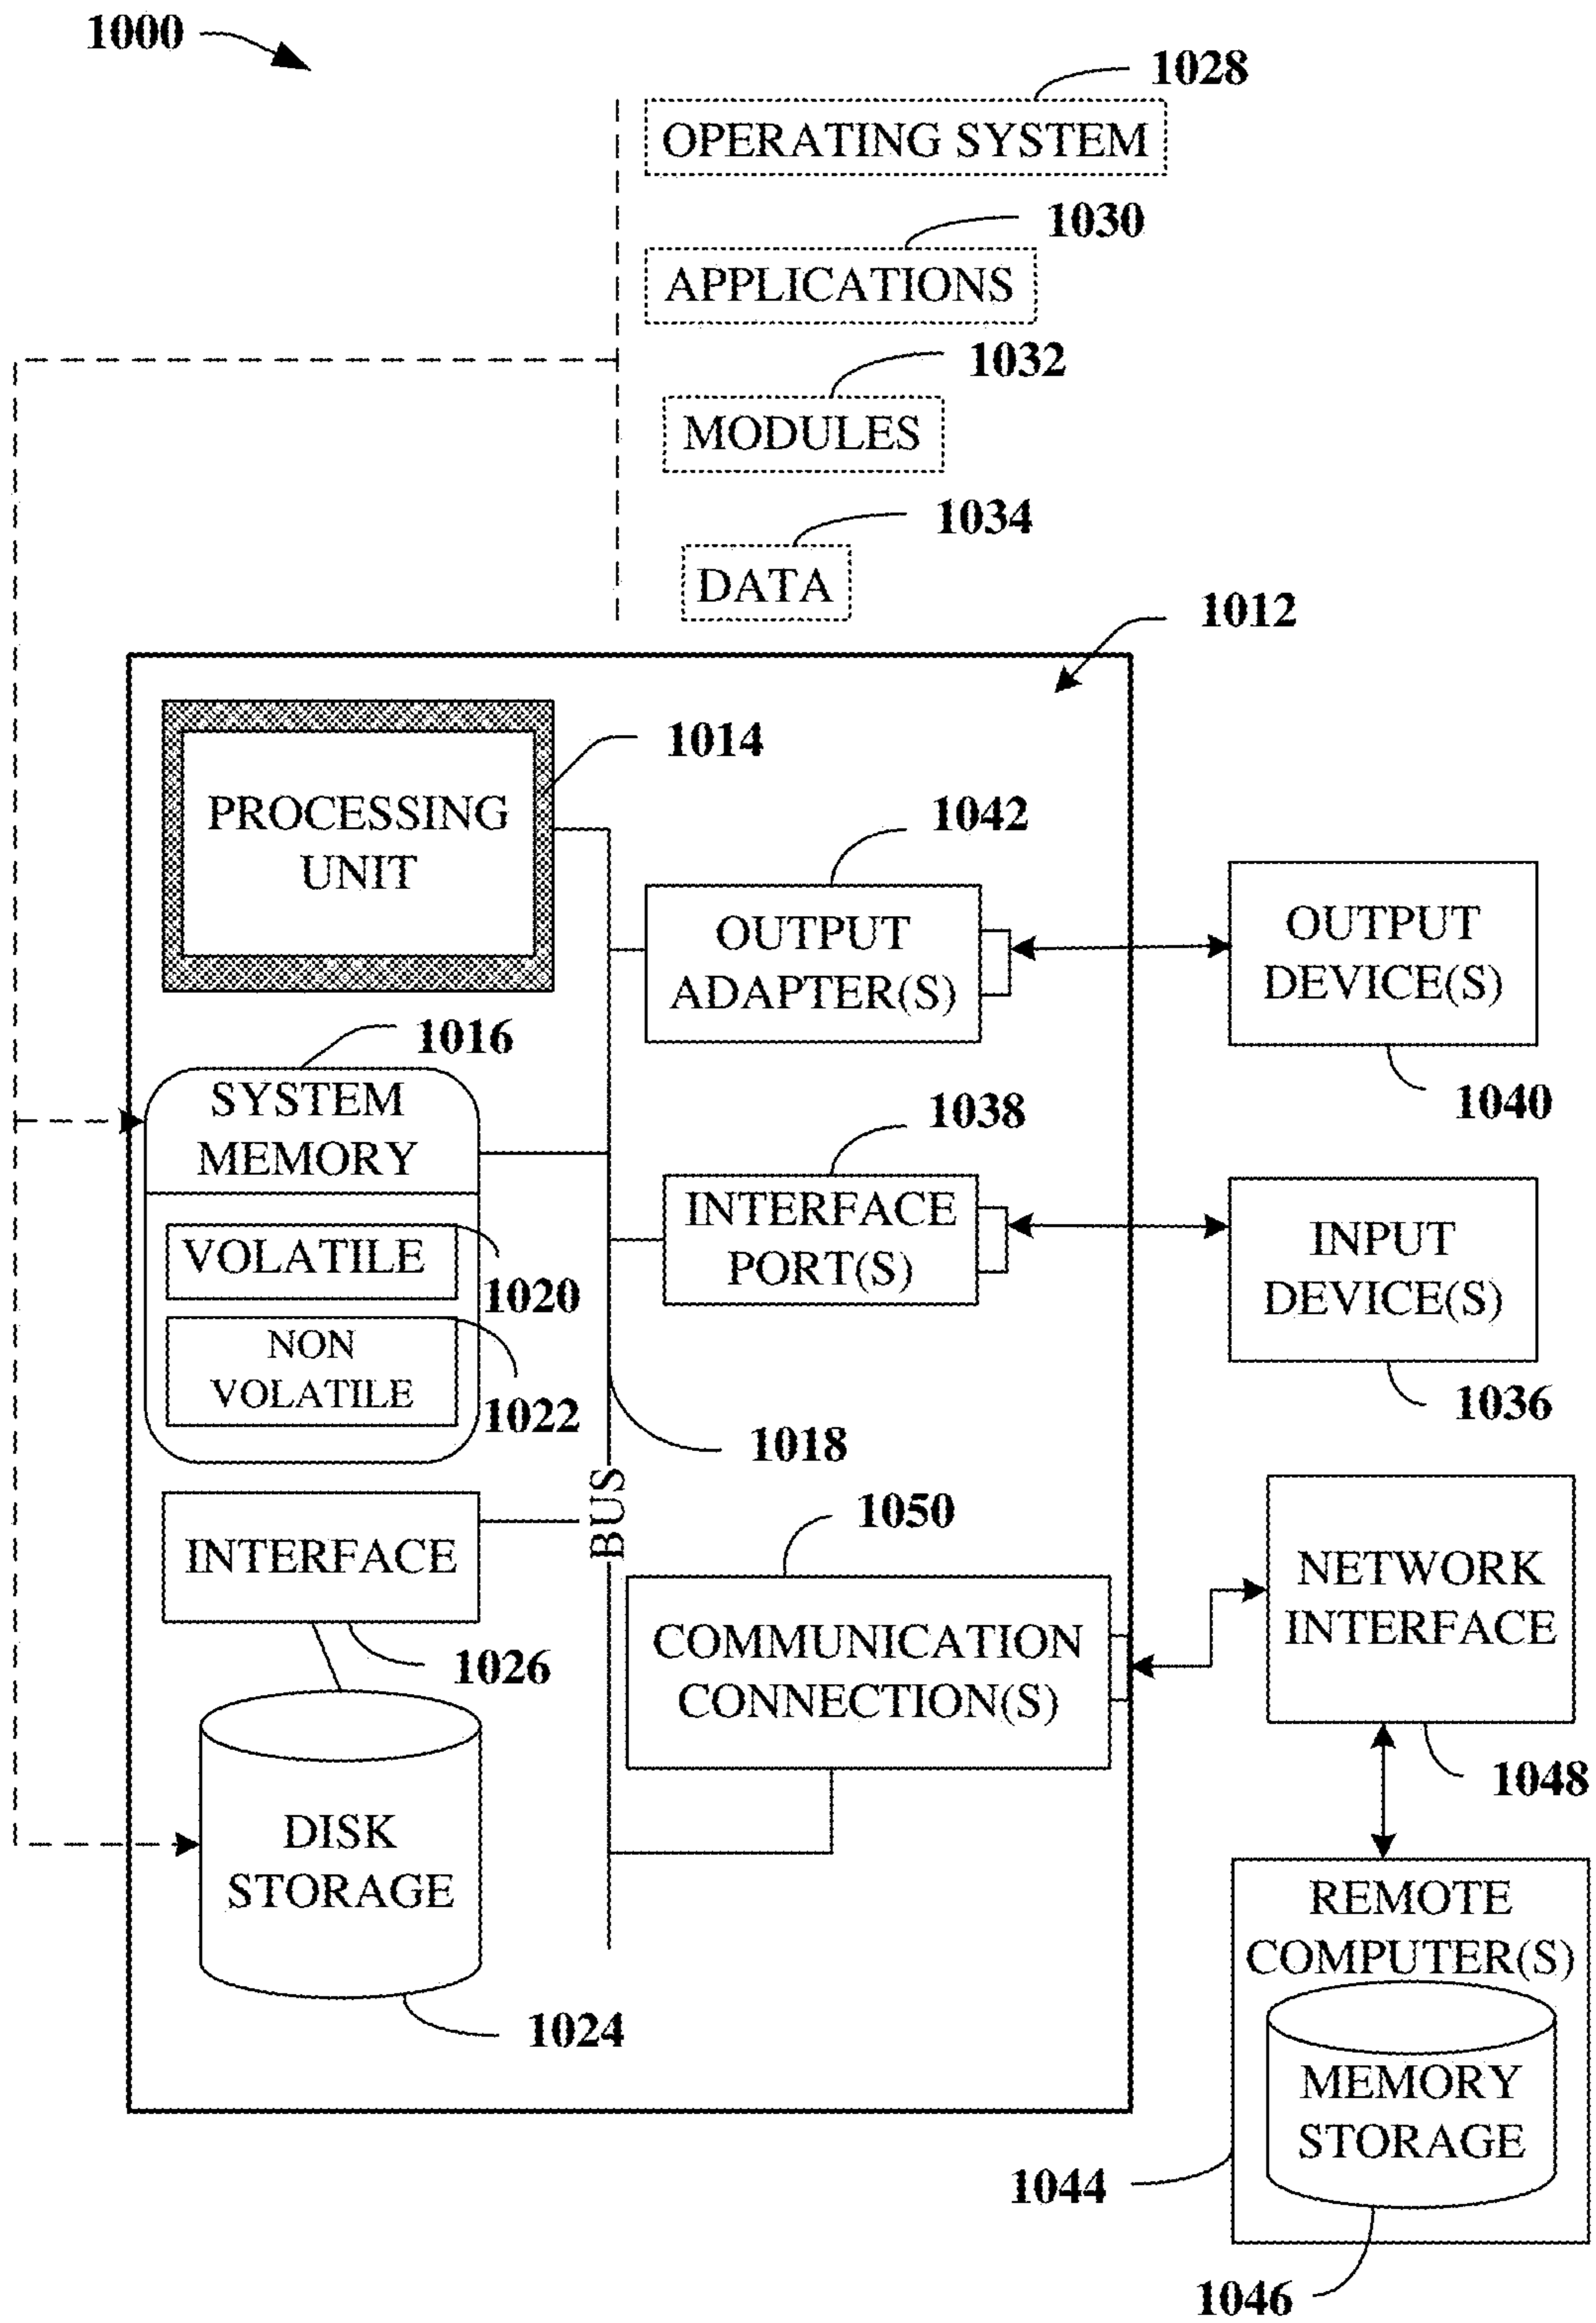 1000
1028
OPERATING SYSTEM
1030
APPLICATIONS
1032
MODULES
1034
DATA
1012
1014
PROCESSING
UNIT
1042
OUTPUT
ADAPTER(S)
OUTPUT
DEVICE(S)
1040
1016
SYSTEM
MEMORY
VOLATILE
1020
NON
VOLATILE
1022
1038
INTERFACE
PORT(S)
INPUT
DEVICE(S)
1036
1018
BUS
INTERFACE
1026
1050
COMMUNICATION
CONNECTION(S)
NETWORK
INTERFACE
1048
DISK
STORAGE
1024
REMOTE
COMPUTER(S)
MEMORY
STORAGE
1044
1046